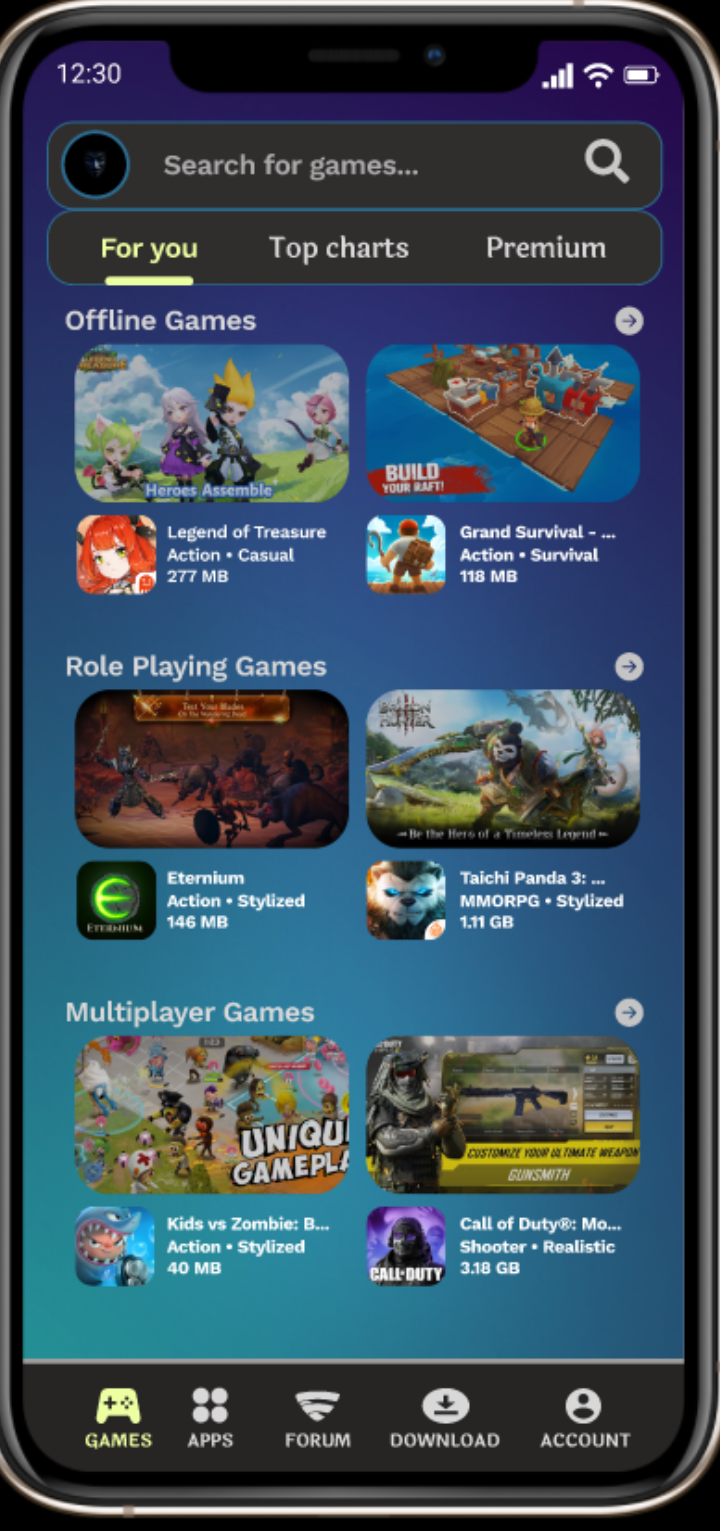 12:30
Search for games...
For you
Top charts
Premium
Offline Games
Heroes Assemble
BUILD
YOUR RAFT!
Legend of Treasure
Action • Casual
277 MB
Grand Survival - ...
Action • Survival
118 MB
Role Playing Games
Test Your Blades
Be the Hero of a Timeless Legend
Eternium
Action • Stylized
146 MB
ETERNIUM
Taichi Panda 3: ...
MMORPG • Stylized
1.11 GB
Multiplayer Games
UNIQU
GAMEPLA
CUSTOMIZE YOUR ULTIMATE WEAPON
GUNSMITH
Kids vs Zombie: B...
Action • Stylized
40 MB
CALL OF DUTY
Call of Duty®: Mo...
Shooter • Realistic
3.18 GB
GAMES
APPS
FORUM
DOWNLOAD
ACCOUNT